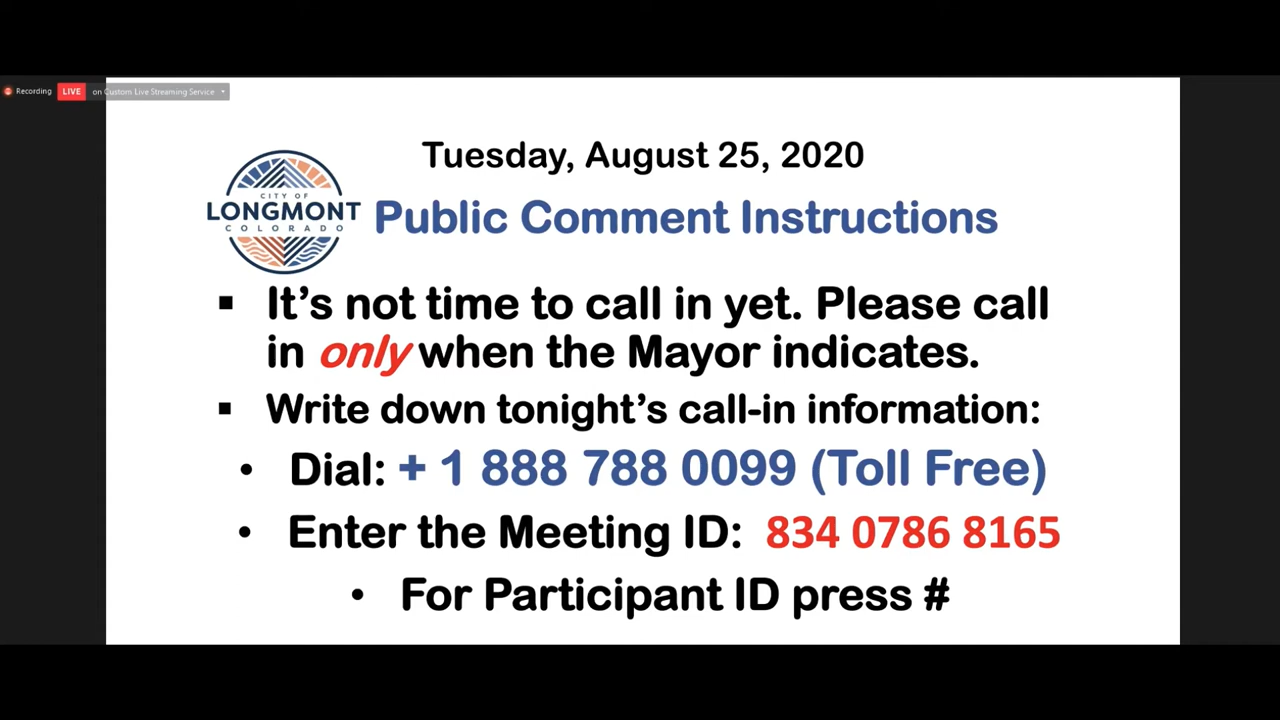 Recording LIVE on Custom Live Streaming Service
Tuesday, August 25, 2020
CITY OF
LONGMONT
COLORADO
Public Comment Instructions
▪ It's not time to call in yet. Please call
in only when the Mayor indicates.
▪ Write down tonight's call-in information:
• Dial: + 1 888 788 0099 (Toll Free)
• Enter the Meeting ID: 834 0786 8165
• For Participant ID press #